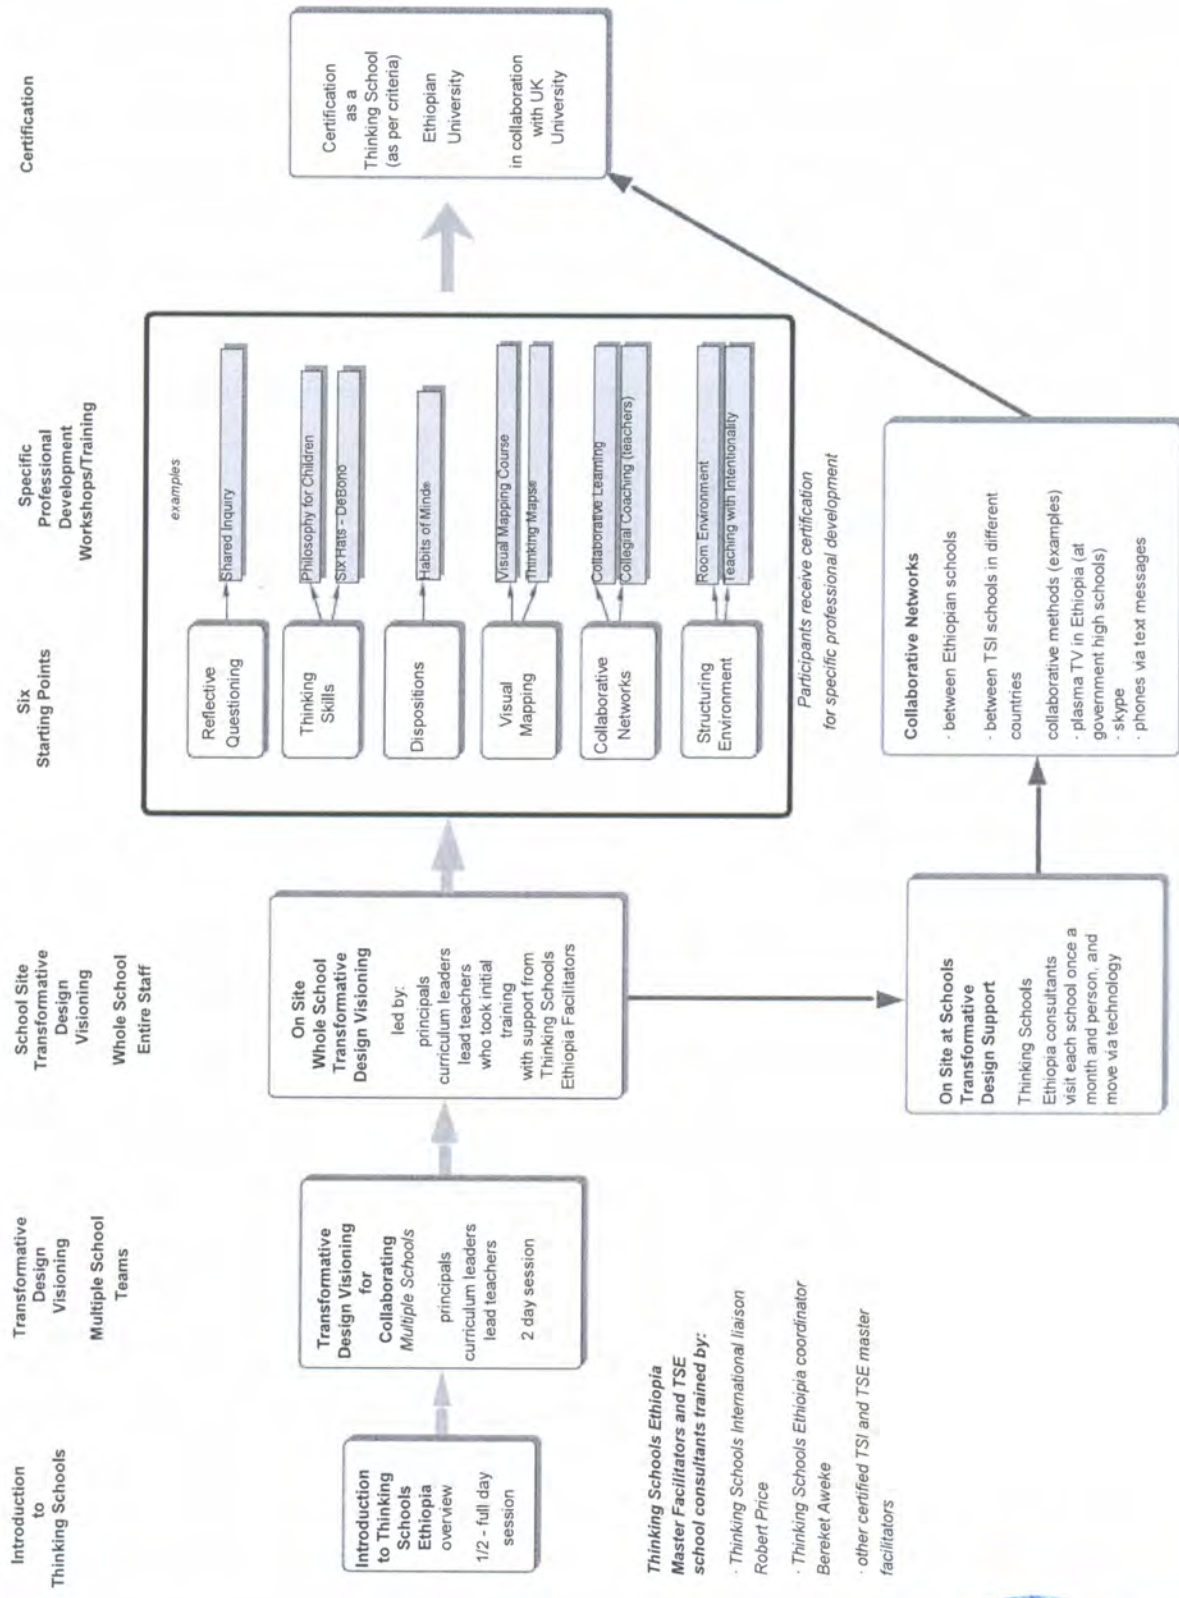 Introduction
to
Thinking Schools
Transformative
Design
Visioning
Multiple School
Teams
School Site
Transformative
Design
Visioning
Whole School
Entire Staff
Six
Starting Points
Specific
Professional
Development
Workshops/Training
Certification
Introduction
to Thinking
Schools
Ethiopia
overview
1/2 - full day
session
Transformative
Design Visioning
for
Collaborating
Multiple Schools
principals
curriculum leaders
lead teachers
2 day session
On Site
Whole School
Transformative
Design Visioning
led by:
principals
curriculum leaders
lead teachers
who took initial
training
with support from
Thinking Schools
Ethiopia Facilitators
examples
Reflective
Questioning
Shared Inquiry
Thinking
Skills
Philosophy for Children
Six Hats - DeBono
Dispositions
Habits of Minde
Visual
Mapping
Visual Mapping Course
Thinking Mapse
Collaborative
Networks
Collaborative Learning
Collegial Coaching (teachers)
Structuring
Environment
Room Environment
Teaching with Intentionality
Participants receive certification
for specific professional development
Certification
as a
Thinking School
(as per criteria)
Ethiopian
University
in collaboration
with UK
University
Thinking Schools Ethiopia
Master Facilitators and TSE
school consultants trained by:
· Thinking Schools International liaison
Robert Price
· Thinking Schools Ethioipia coordinator
Bereket Aweke
· other certified TSI and TSE master
facilitators
On Site at Schools
Transformative
Design Support
Thinking Schools
Ethiopia consultants
visit each school once a
month and person, and
move via technology
Collaborative Networks
· between Ethiopian schools
· between TSI schools in different
countries
collaborative methods (examples)
· plasma TV in Ethiopia (at
government high schools)
· skype
· phones via text messages